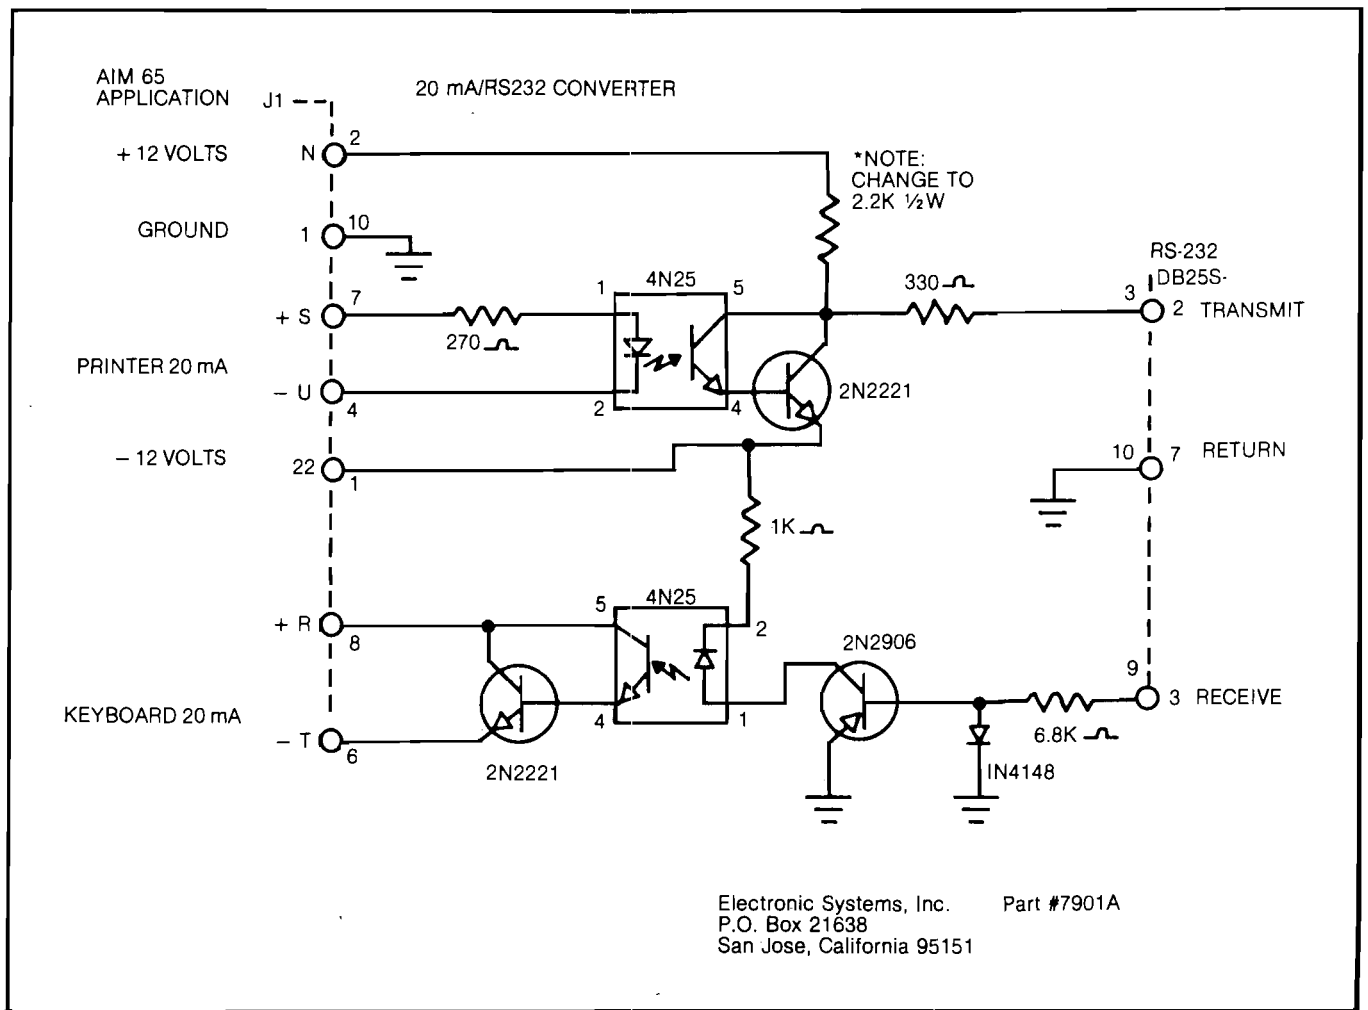 AIM 65
APPLICATION
J1
20 mA/RS232 CONVERTER
+ 12 VOLTS
N
2
*NOTE:
CHANGE TO
2.2K ½W
GROUND
1
10
RS-232
DB25S-
+ S
7
270
1
4N25
5
330
3
2
TRANSMIT
PRINTER 20 mA
- U
4
2
4
2N2221
- 12 VOLTS
22
1
10
7
RETURN
1K
+ R
8
5
4N25
2
2N2906
9
KEYBOARD 20 mA
4
1
3
RECEIVE
6.8K
- T
6
2N2221
IN4148
Electronic Systems, Inc.
Part #7901A
P.O. Box 21638
San Jose, California 95151